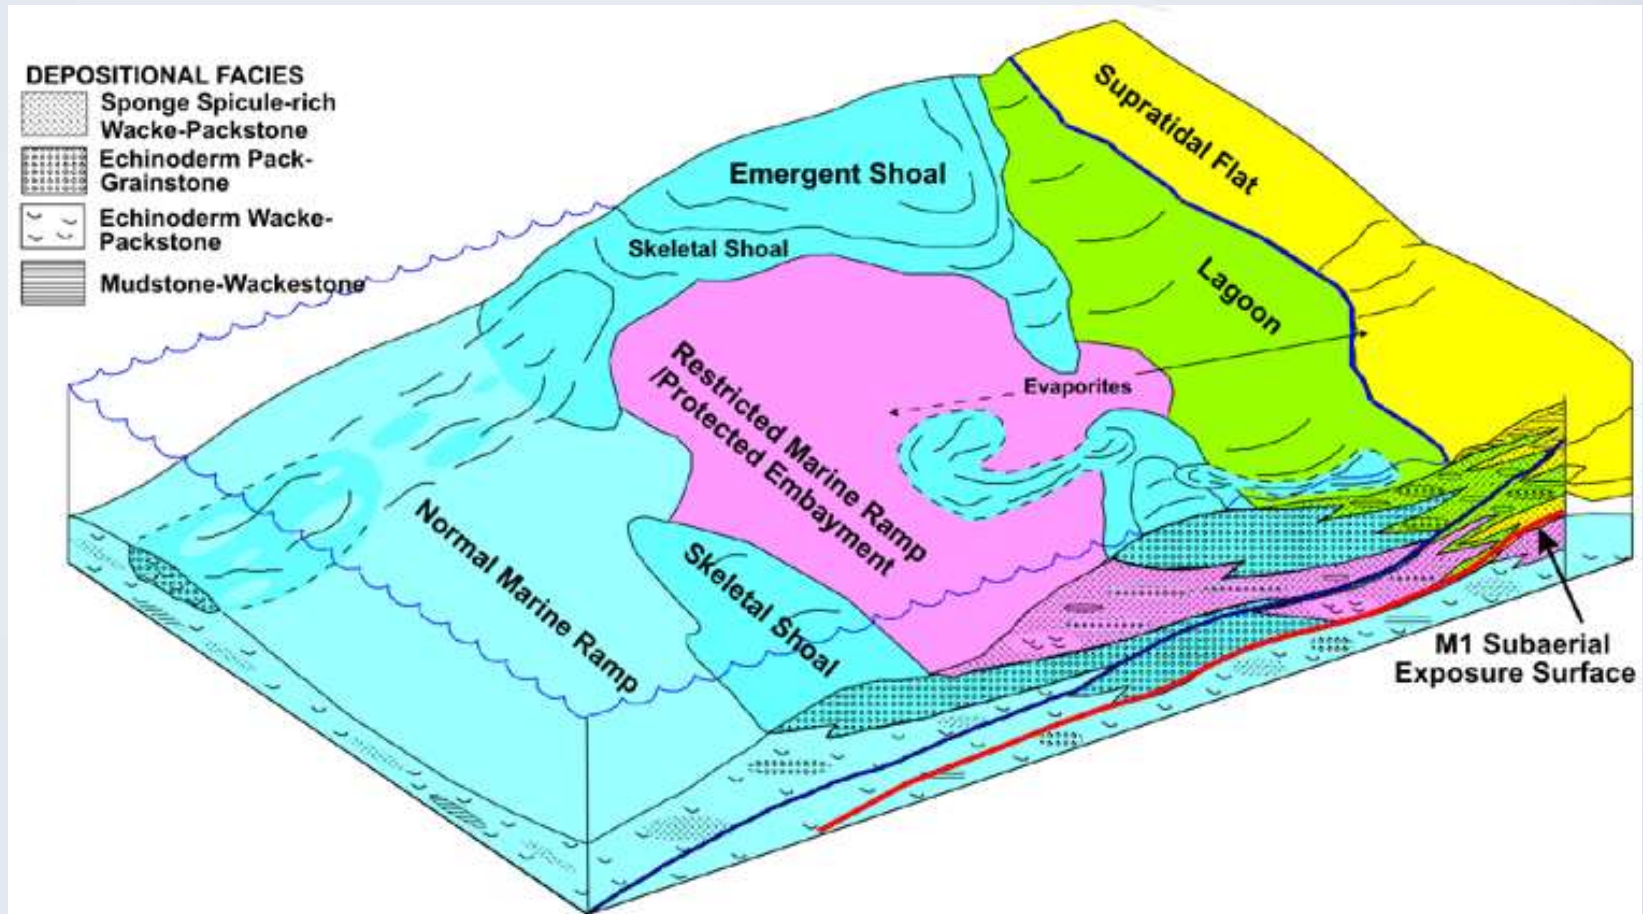 DEPOSITIONAL FACIES
Sponge Spicule-rich
Wacke-Packstone
Echinoderm Pack-
Grainstone
Echinoderm Wacke-
Packstone
Mudstone-Wackestone
Supratidal Flat
Emergent Shoal
Skeletal Shoal
Lagoon
Restricted Marine Ramp
/Protected Embayment
Evaporites
Normal Marine Ramp
Skeletal Shoal
M1 Subaerial
Exposure Surface